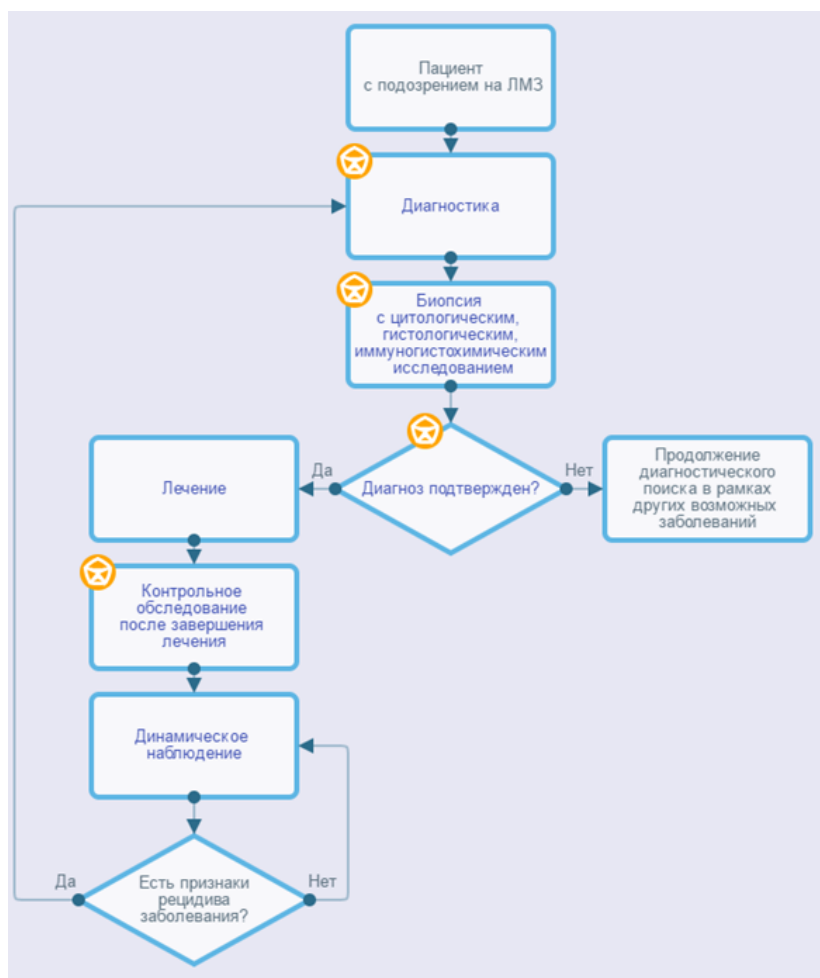 Пациент
с подозрением на ЛМЗ
Диагностика
Биопсия
с цитологическим,
гистологическим,
иммуногистохимическим
исследованием
Диагноз подтвержден?
Да
Нет
Лечение
Продолжение
диагностического
поиска в рамках
других возможных
заболеваний
Контрольное
обследование
после завершения
лечения
Динамическое
наблюдение
Есть признаки
рецидива
заболевания?
Да
Нет